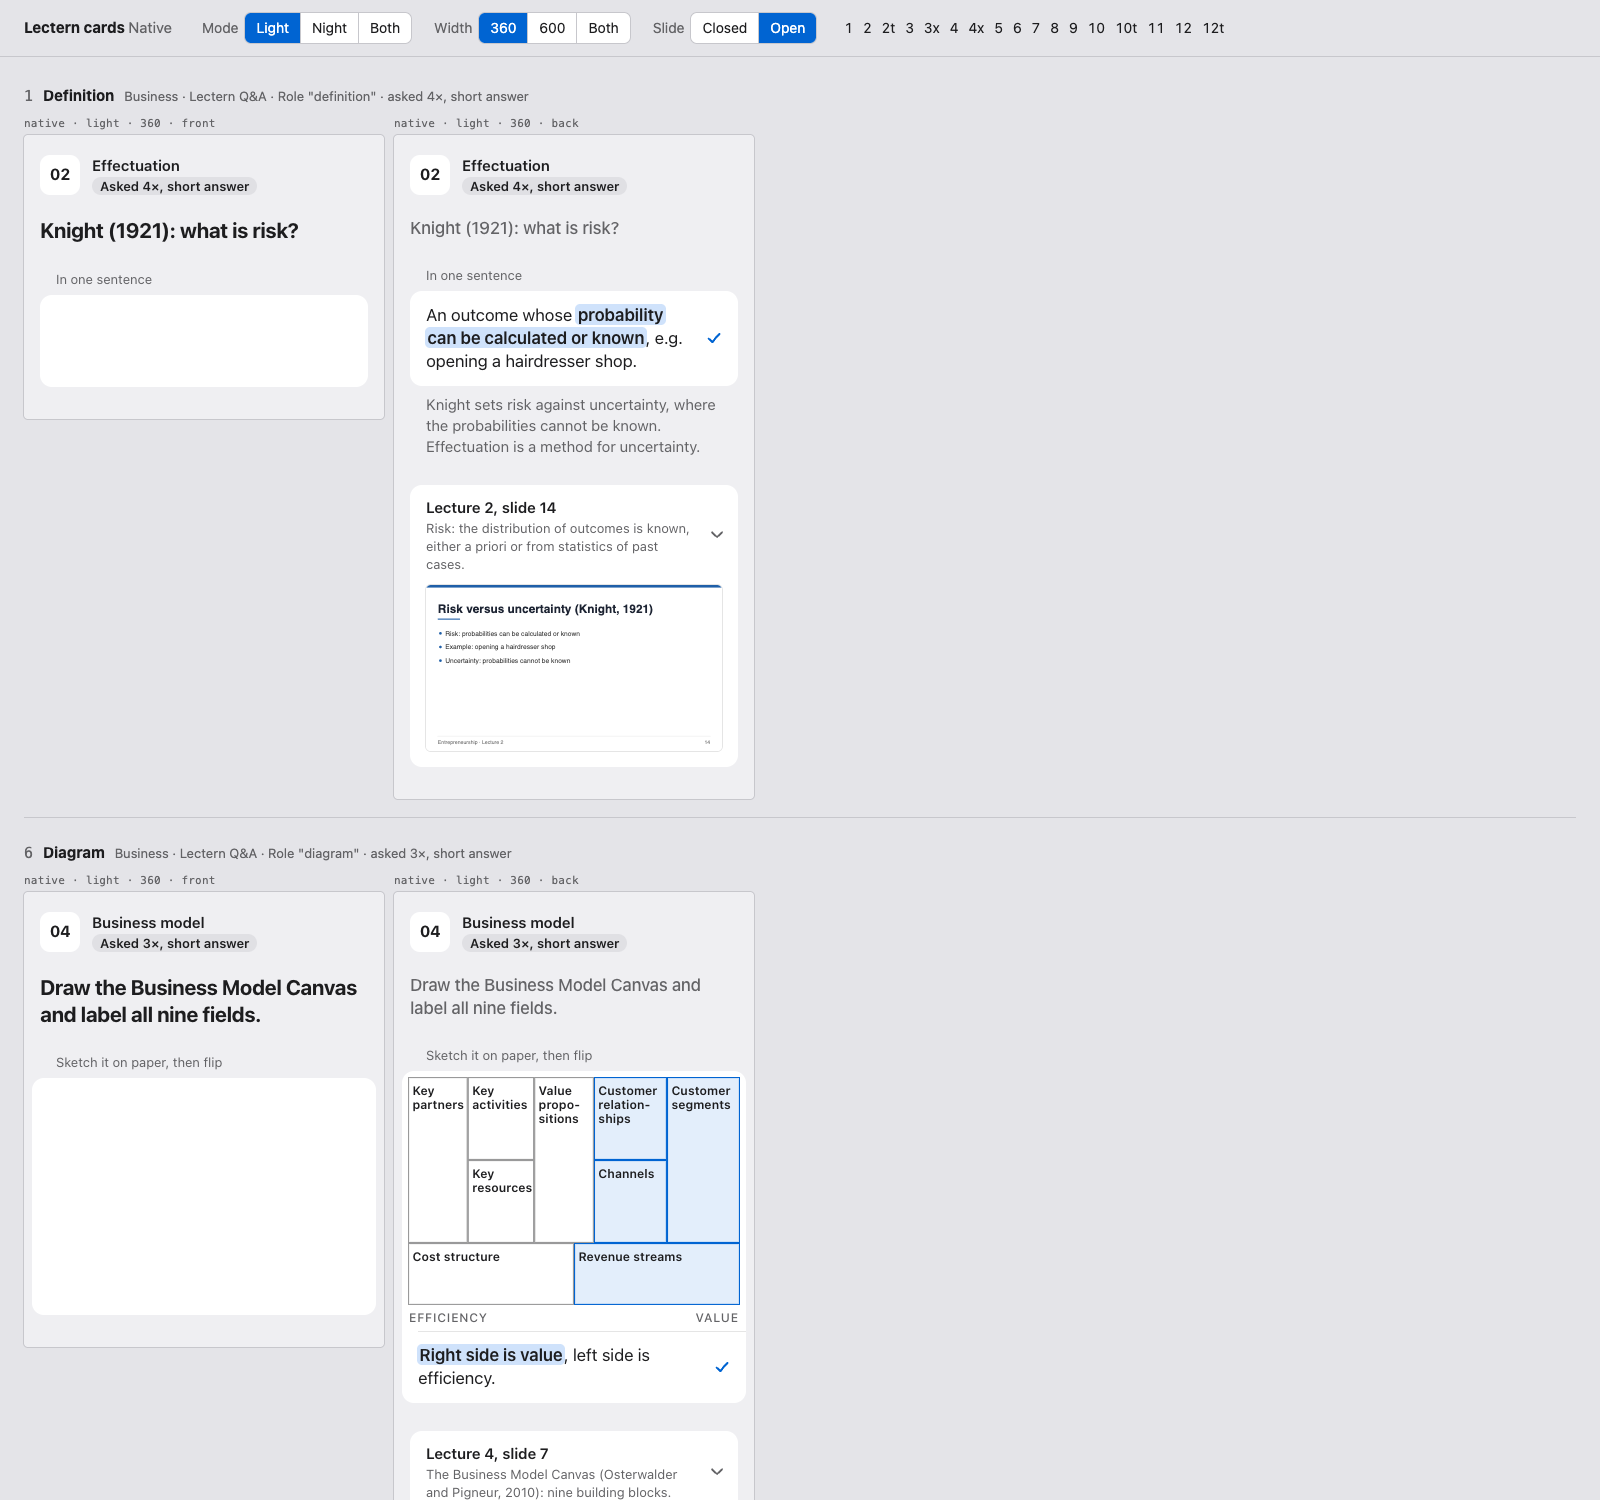 Lectern cards Native Mode Light Night Both Width 360 600 Both Slide Closed Open 1 2 2t 3 3x 4 4x 5 6 7 8 9 10 10t 11 12 12t
1 Definition Business · Lectern Q&A · Role "definition" · asked 4×, short answer
native · light · 360 · front
02
Effectuation
Asked 4×, short answer
Knight (1921): what is risk?
In one sentence
native · light · 360 · back
02
Effectuation
Asked 4×, short answer
Knight (1921): what is risk?
In one sentence
An outcome whose probability
can be calculated or known, e.g.
opening a hairdresser shop.
Knight sets risk against uncertainty, where
the probabilities cannot be known.
Effectuation is a method for uncertainty.
Lecture 2, slide 14
Risk: the distribution of outcomes is known,
either a priori or from statistics of past
cases.
Risk versus uncertainty (Knight, 1921)
• Risk: probabilities can be calculated or known
• Example: opening a hairdresser shop
• Uncertainty: probabilities cannot be known
Entrepreneurship · Lecture 2 14
6 Diagram Business · Lectern Q&A · Role "diagram" · asked 3×, short answer
native · light · 360 · front
04
Business model
Asked 3×, short answer
Draw the Business Model Canvas
and label all nine fields.
Sketch it on paper, then flip
native · light · 360 · back
04
Business model
Asked 3×, short answer
Draw the Business Model Canvas and
label all nine fields.
Sketch it on paper, then flip
Key
partners
Key
activities
Key
resources
Value
propo-
sitions
Customer
relation-
ships
Channels
Customer
segments
Cost structure
Revenue streams
EFFICIENCY VALUE
Right side is value, left side is
efficiency.
Lecture 4, slide 7
The Business Model Canvas (Osterwalder
and Pigneur, 2010): nine building blocks.